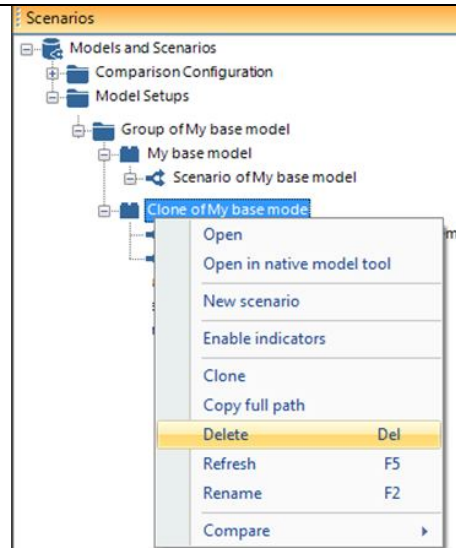 Scenarios
Models and Scenarios
Comparison Configuration
Model Setups
Group of My base model
My base model
Scenario of My base model
Clone of My base mode
Open
Open in native model tool
New scenario
Enable indicators
Clone
Copy full path
Delete Del
Refresh F5
Rename F2
Compare